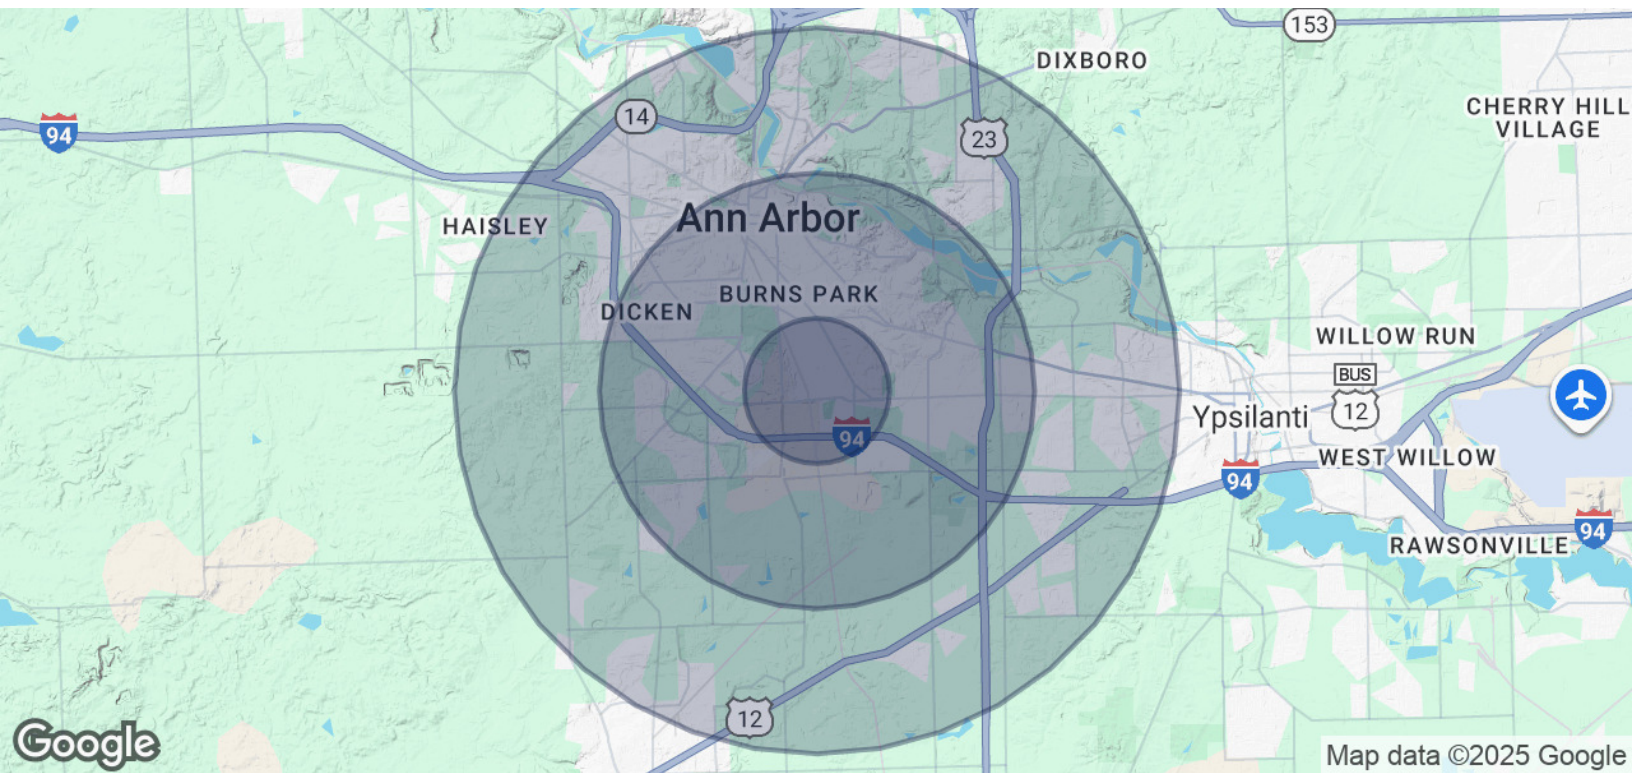 153
DIXBORO
CHERRY HILL
VILLAGE
94
14
23
HAISLEY
Ann Arbor
BURNS PARK
DICKEN
WILLOW RUN
BUS
12
Ypsilanti
94
WEST WILLOW
94
94
RAWSONVILLE
12
Google
Map data ©2025 Google